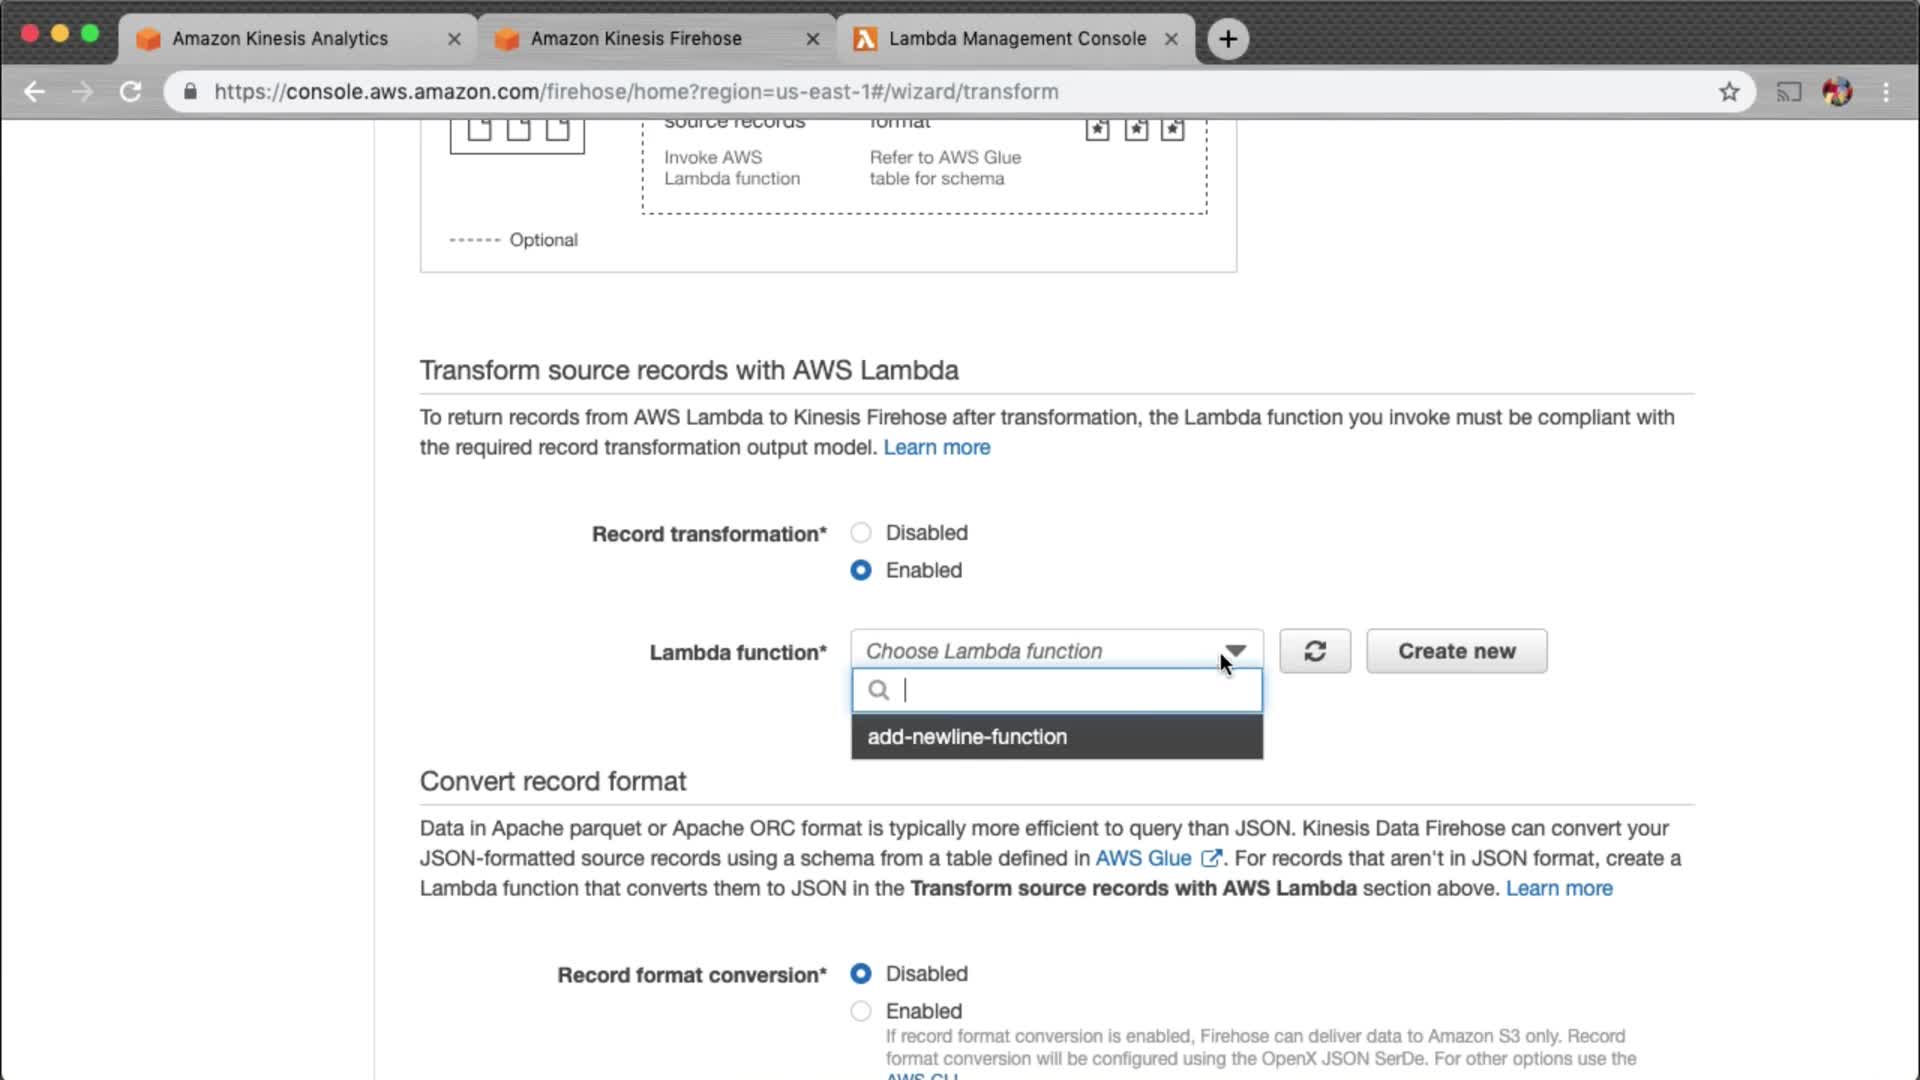 Amazon Kinesis Analytics
Amazon Kinesis Firehose
Lambda Management Console
https://console.aws.amazon.com/firehose/home?region=us-east-1#/wizard/transform
source records
format
Invoke AWS
Lambda function
Refer to AWS Glue
table for schema
Optional
Transform source records with AWS Lambda
To return records from AWS Lambda to Kinesis Firehose after transformation, the Lambda function you invoke must be compliant with
the required record transformation output model. Learn more
Record transformation*
Disabled
Enabled
Lambda function*
Choose Lambda function
Create new
add-newline-function
Convert record format
Data in Apache parquet or Apache ORC format is typically more efficient to query than JSON. Kinesis Data Firehose can convert your
JSON-formatted source records using a schema from a table defined in AWS Glue. For records that aren't in JSON format, create a
Lambda function that converts them to JSON in the Transform source records with AWS Lambda section above. Learn more
Record format conversion*
Disabled
Enabled
If record format conversion is enabled, Firehose can deliver data to Amazon S3 only. Record
format conversion will be configured using the OpenX JSON SerDe. For other options use the
AWS CLI